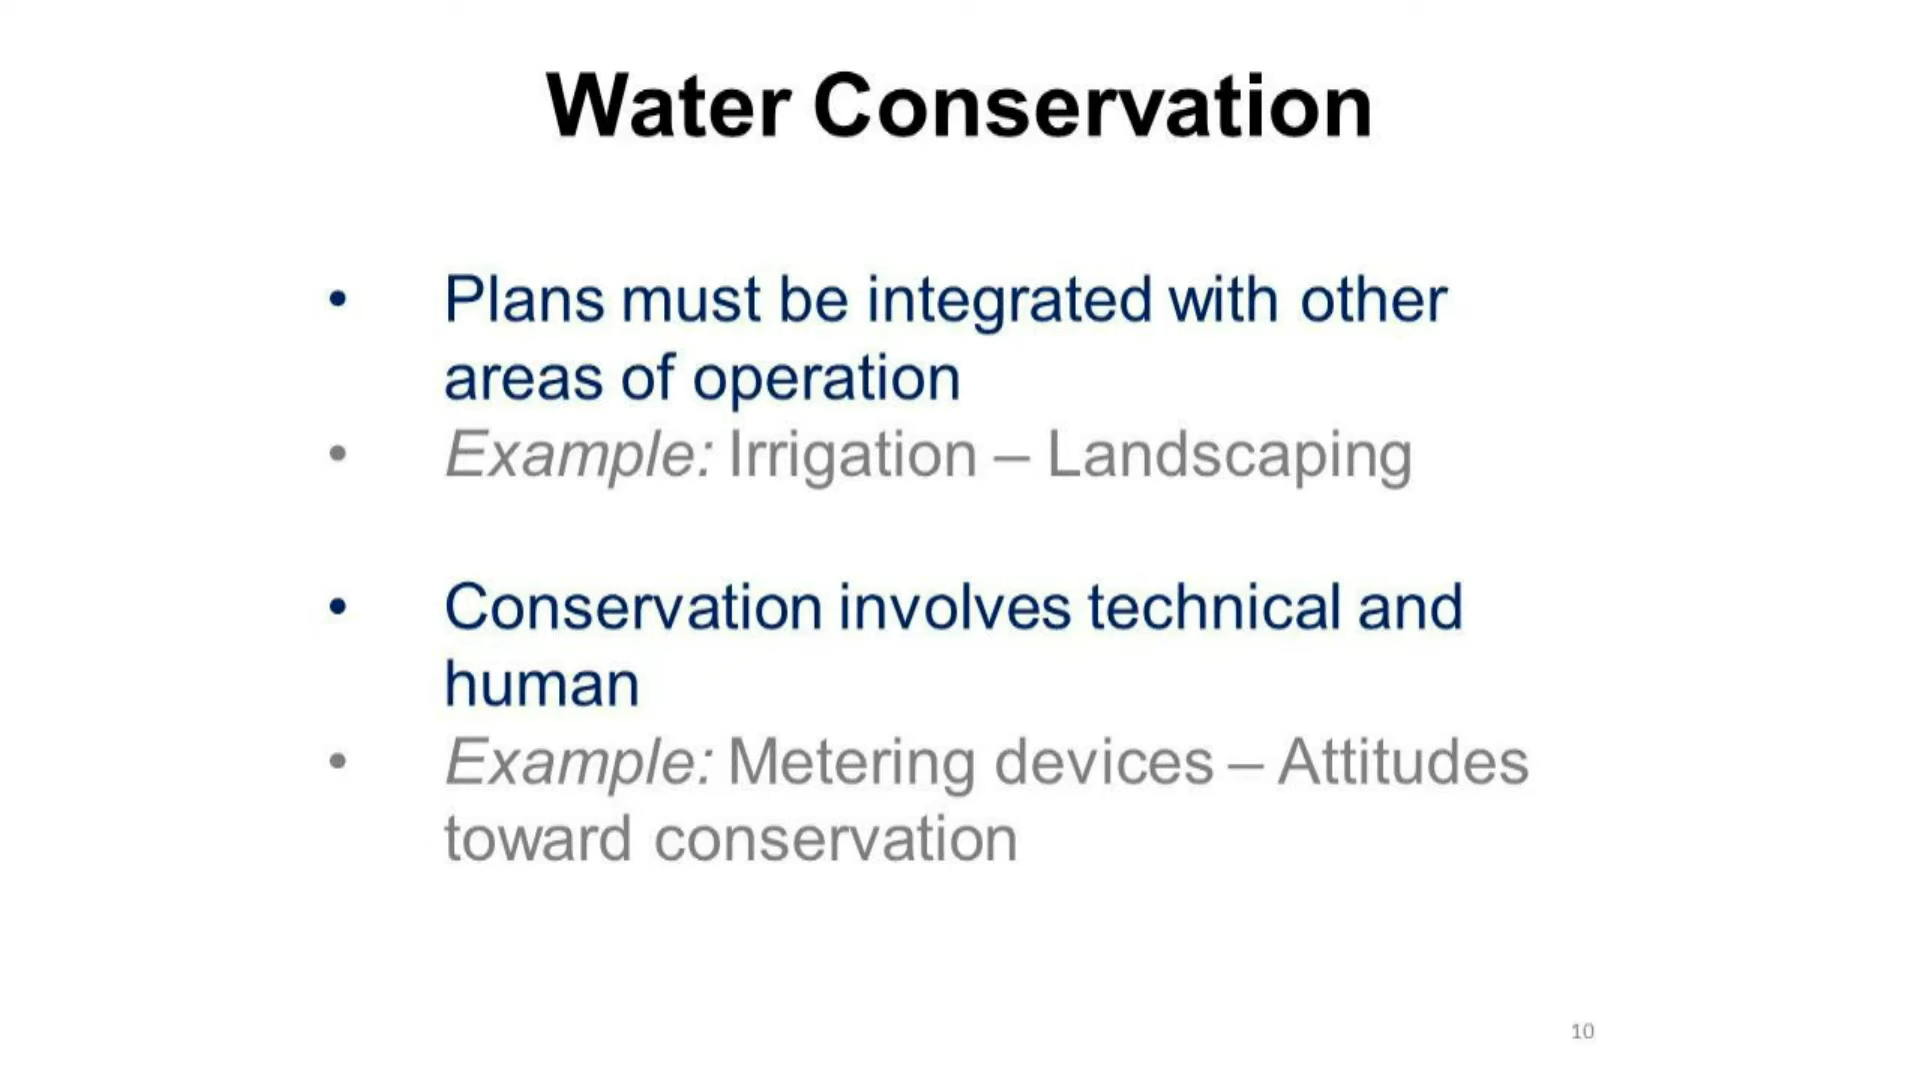 Water Conservation
• Plans must be integrated with other
areas of operation
• Example: Irrigation – Landscaping
• Conservation involves technical and
human
• Example: Metering devices – Attitudes
toward conservation
10